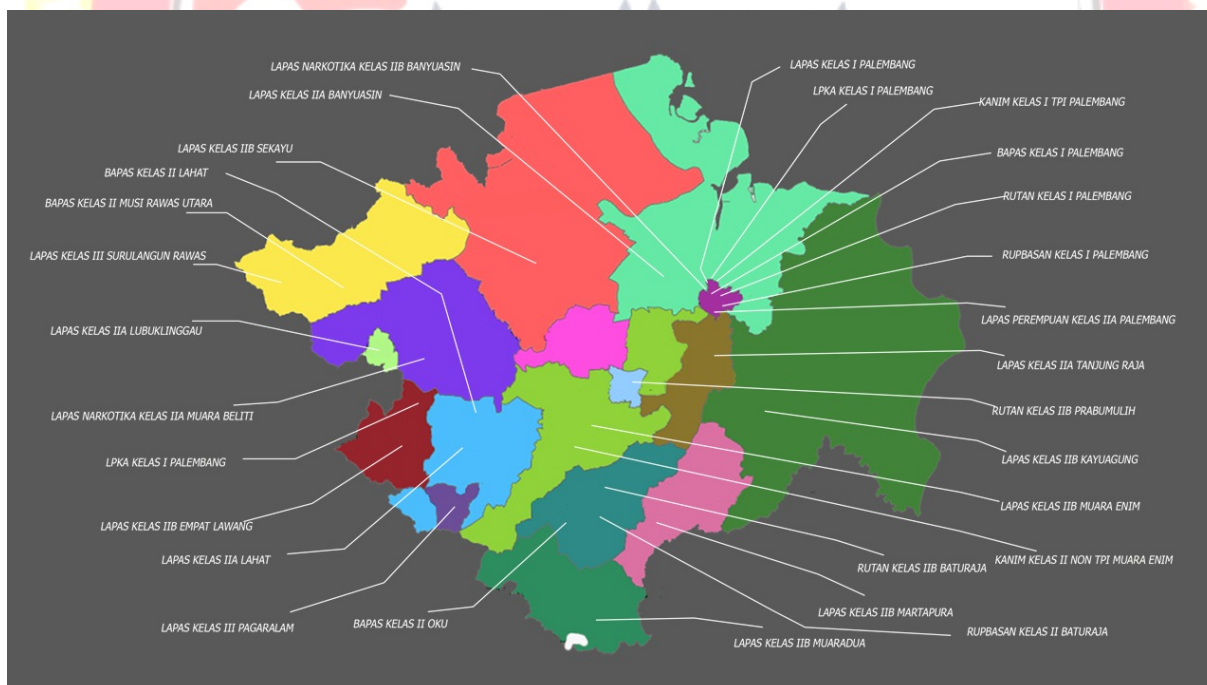 LAPAS NARKOTIKA KELAS IIB BANYUASIN
LAPAS KELAS IIA BANYUASIN
LAPAS KELAS IIB SEKAYU
BAPAS KELAS II LAHAT
BAPAS KELAS II MUSI RAWAS UTARA
LAPAS KELAS III SURULANGUN RAWAS
LAPAS KELAS IIA LUBUKLINGGAU
LAPAS NARKOTIKA KELAS IIA MUARA BELITI
LPKA KELAS I PALEMBANG
LAPAS KELAS IIB EMPAT LAWANG
LAPAS KELAS IIA LAHAT
LAPAS KELAS III PAGARALAM
BAPAS KELAS II OKU
LAPAS KELAS I PALEMBANG
LPKA KELAS I PALEMBANG
KANIM KELAS I TPI PALEMBANG
BAPAS KELAS I PALEMBANG
RUTAN KELAS I PALEMBANG
RUPBASAN KELAS I PALEMBANG
LAPAS PEREMPUAN KELAS IIA PALEMBANG
LAPAS KELAS IIA TANJUNG RAJA
RUTAN KELAS IIB PRABUMULIH
LAPAS KELAS IIB KAYUAGUNG
LAPAS KELAS IIB MUARA ENIM
KANIM KELAS II NON TPI MUARA ENIM
RUTAN KELAS IIB BATURAJA
LAPAS KELAS IIB MARTAPURA
RUPBASAN KELAS II BATURAJA
LAPAS KELAS IIB MUARADUA